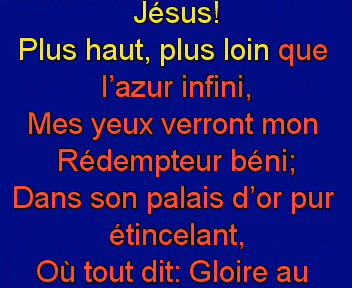 Jésus!
Plus haut, plus loin que
l'azur infini,
Mes yeux verront mon
Rédempteur béni;
Dans son palais d'or pur
étincelant,
Où tout dit: Gloire au